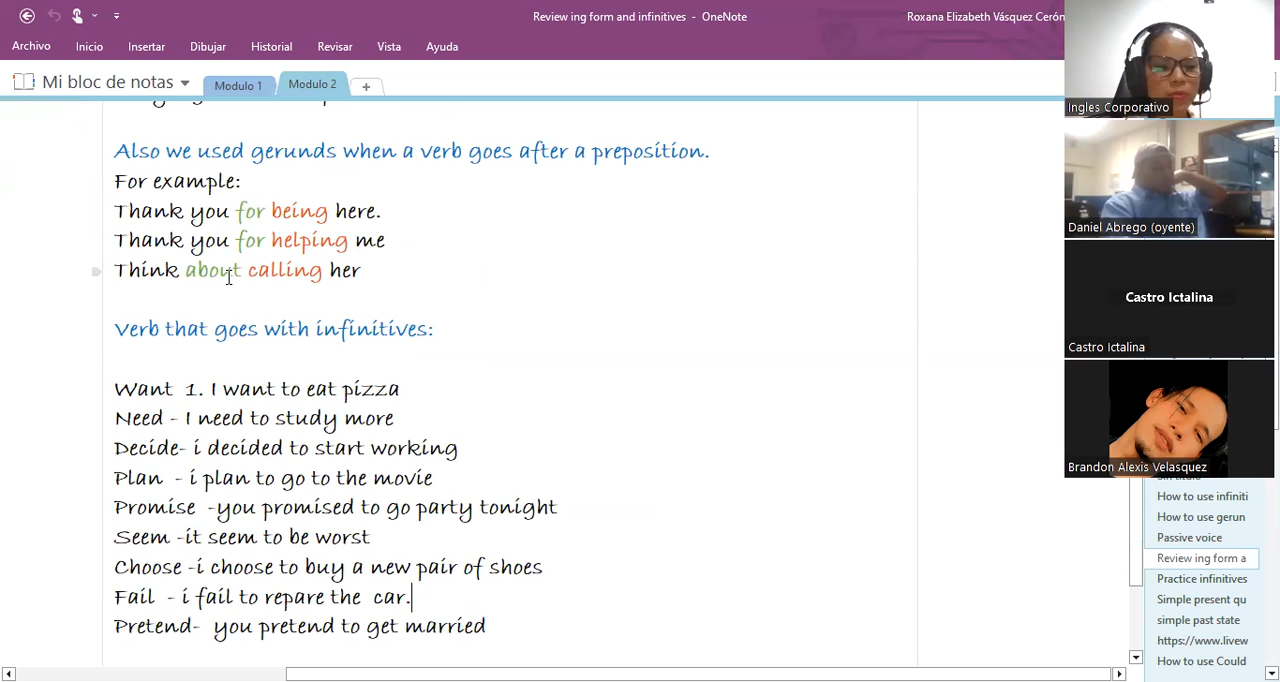 Review ing form and infinitives - OneNote
Roxana Elizabeth Vásquez Cerón
Archivo Inicio Insertar Dibujar Historial Revisar Vista Ayuda
Mi bloc de notas Modulo 1 Modulo 2 +
Also we used gerunds when a verb goes after a preposition.
For example:
Thank you for being here.
Thank you for helping me
Think about calling her
Verb that goes with infinitives:
Want 1. I want to eat pizza
Need - I need to study more
Decide- i decided to start working
Plan - i plan to go to the movie
Promise -you promised to go party tonight
Seem -it seem to be worst
Choose -i choose to buy a new pair of shoes
Fail - i fail to repare the car.
Pretend- you pretend to get married
Ingles Corporativo
Daniel Abrego (oyente)
Castro Ictalina
Castro Ictalina
Brandon Alexis Velasquez
How to use infiniti
How to use gerun
Passive voice
Review ing form a
Practice infinitives
Simple present qu
simple past state
https://www.livew
How to use Could